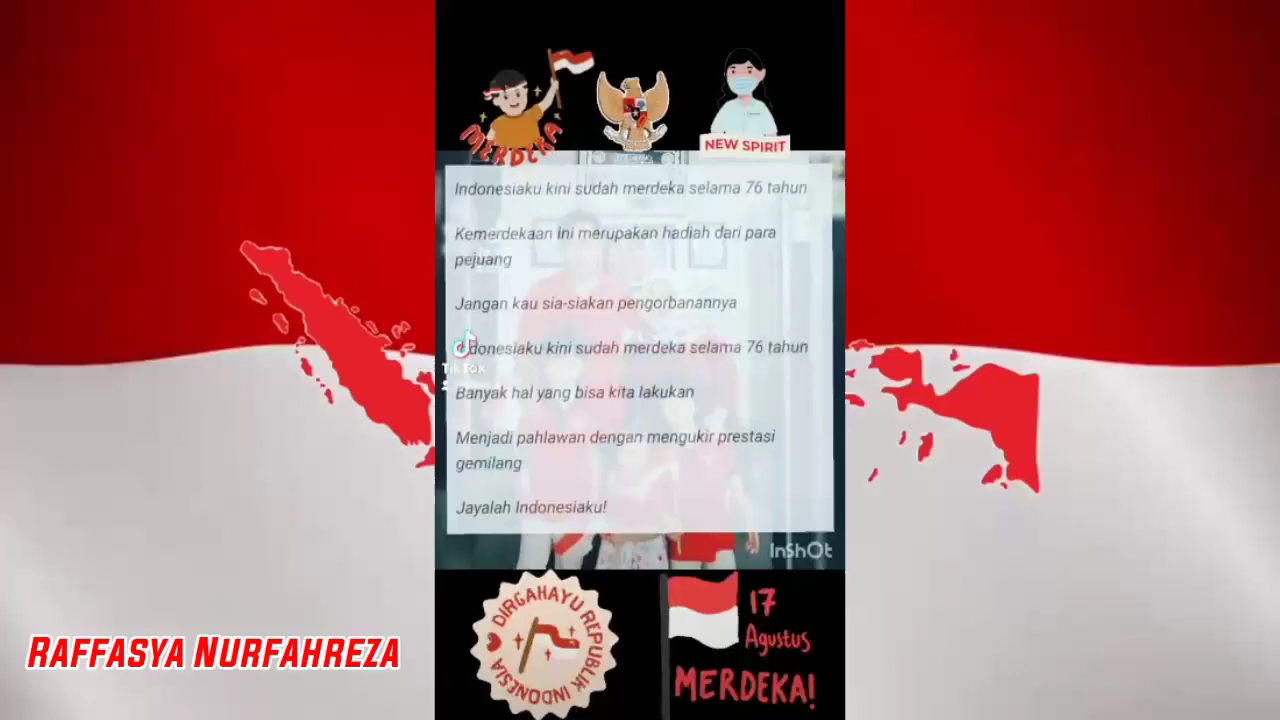 MERDEKA
NEW SPIRIT
Indonesiaku kini sudah merdeka selama 76 tahun
Kemerdekaan ini merupakan hadiah dari para
pejuang
Jangan kau sia-siakan pengorbanannya
Indonesiaku kini sudah merdeka selama 76 tahun
TikTok
Banyak hal yang bisa kita lakukan
Menjadi pahlawan dengan mengukir prestasi
gemilang
Jayalah Indonesiaku!
InShOt
DIRGAHAYU REPUBLIK INDONESIA
17
Agustus
MERDEKA!
RAFFASYA NURFAHREZA